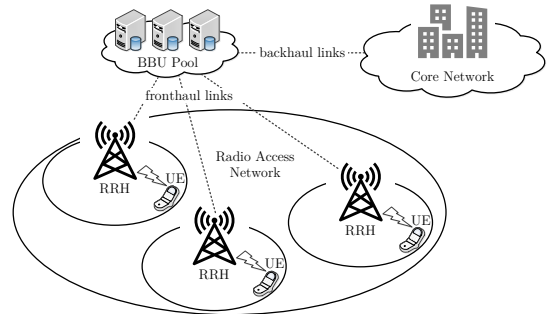 BBU Pool
backhaul links
Core Network
fronthaul links
Radio Access
Network
UE
RRH
UE
RRH
UE
RRH